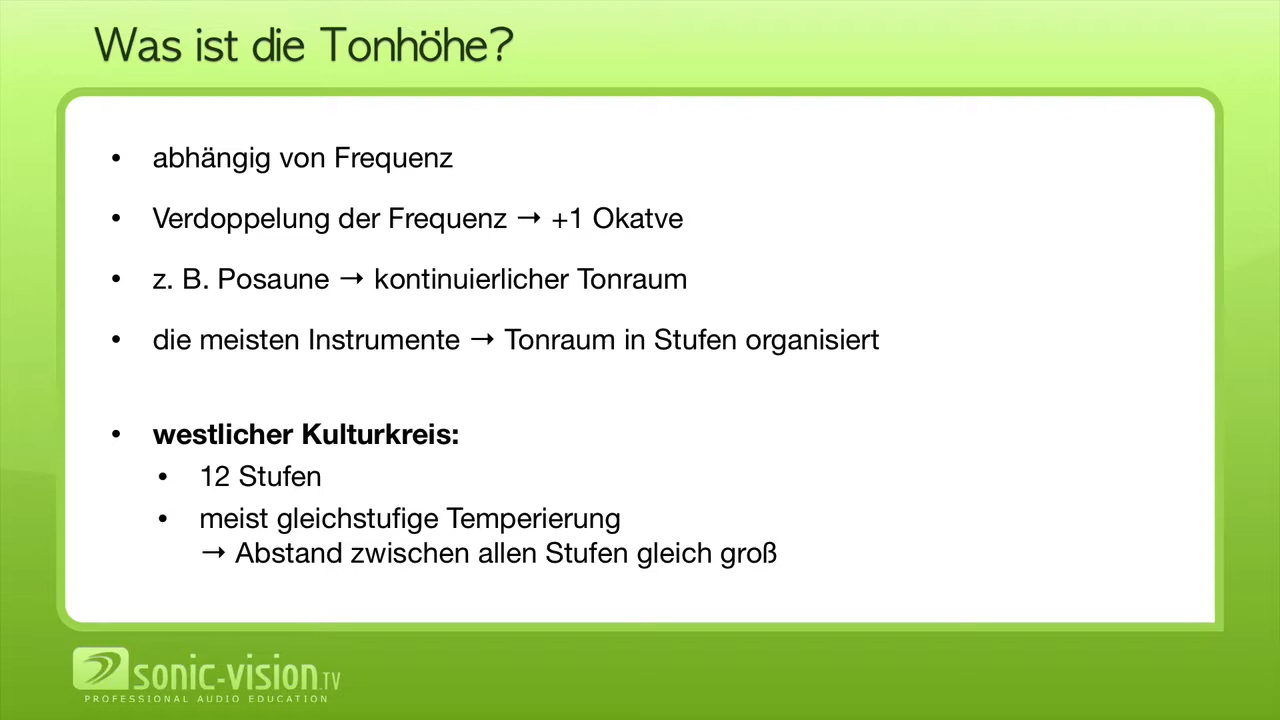 Was ist die Tonhöhe?
• abhängig von Frequenz
• Verdoppelung der Frequenz → +1 Okatve
• z. B. Posaune → kontinuierlicher Tonraum
• die meisten Instrumente → Tonraum in Stufen organisiert
• westlicher Kulturkreis:
• 12 Stufen
• meist gleichstufige Temperierung
→ Abstand zwischen allen Stufen gleich groß
sonic-vision.TV
PROFESSIONAL AUDIO EDUCATION